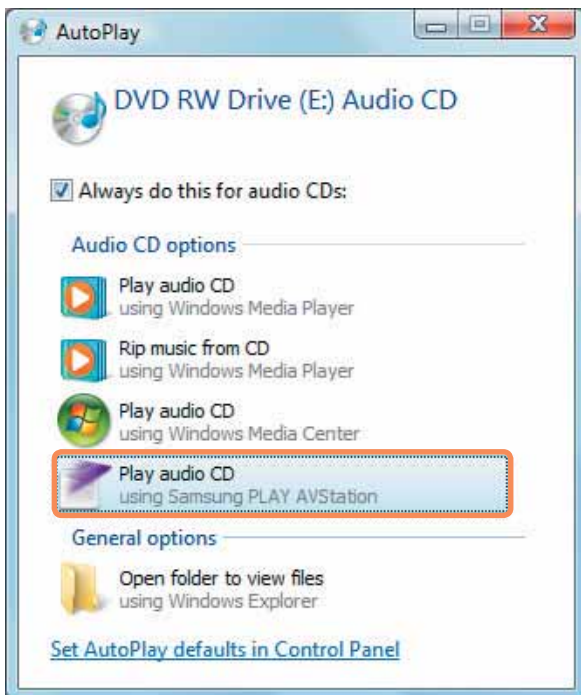 AutoPlay
DVD RW Drive (E:) Audio CD
Always do this for audio CDs:
Audio CD options
Play audio CD
using Windows Media Player
Rip music from CD
using Windows Media Player
Play audio CD
using Windows Media Center
Play audio CD
using Samsung PLAY AVStation
General options
Open folder to view files
using Windows Explorer
Set AutoPlay defaults in Control Panel